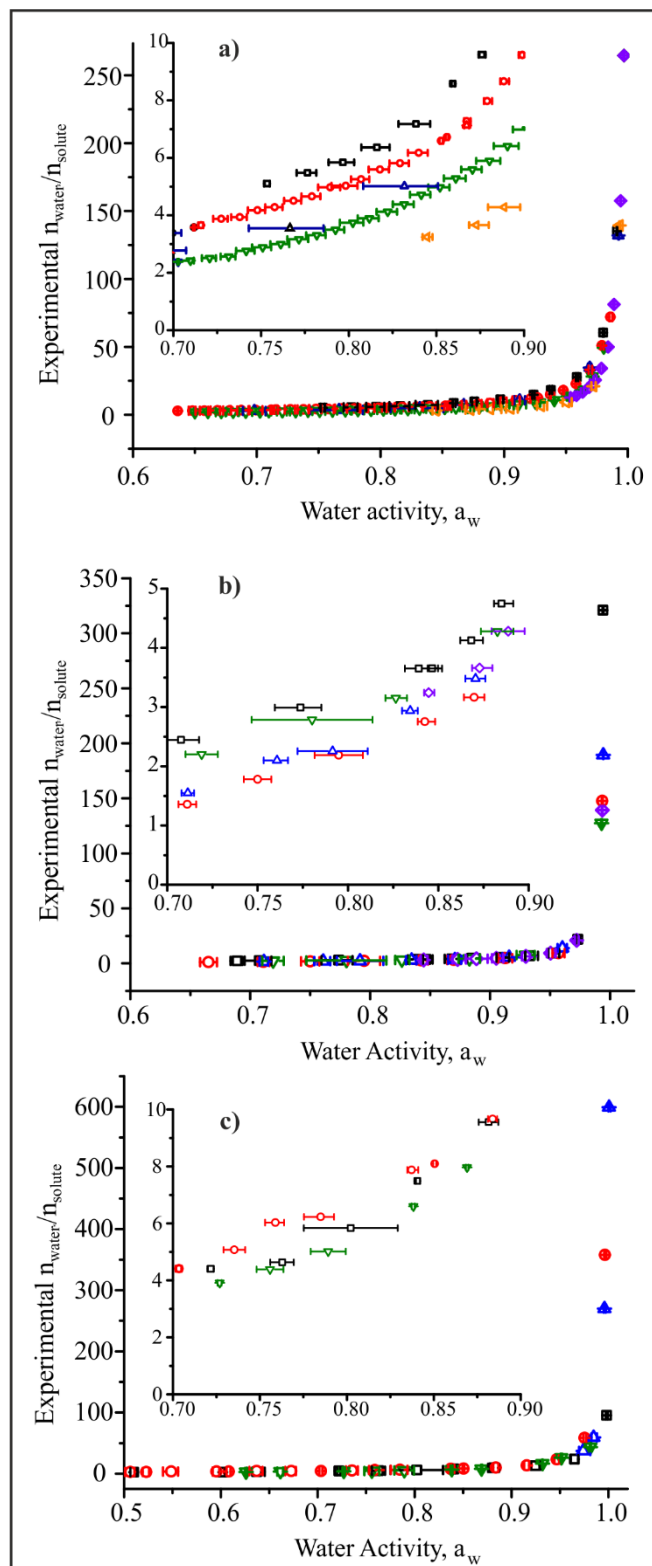 a)
10
8
6
4
2
0
0.70 0.75 0.80 0.85 0.90
250
200
150
100
50
0
0.6 0.7 0.8 0.9 1.0
Experimental n_water/n_solute
Water activity, a_w
b)
5
4
3
2
1
0
0.70 0.75 0.80 0.85 0.90
350
300
250
200
150
100
50
0
0.6 0.7 0.8 0.9 1.0
Experimental n_water/n_solute
Water Activity, a_w
c)
10
8
6
4
2
0
0.70 0.75 0.80 0.85 0.90
600
500
400
300
200
100
0
0.5 0.6 0.7 0.8 0.9 1.0
Experimental n_water/n_solute
Water Activity, a_w